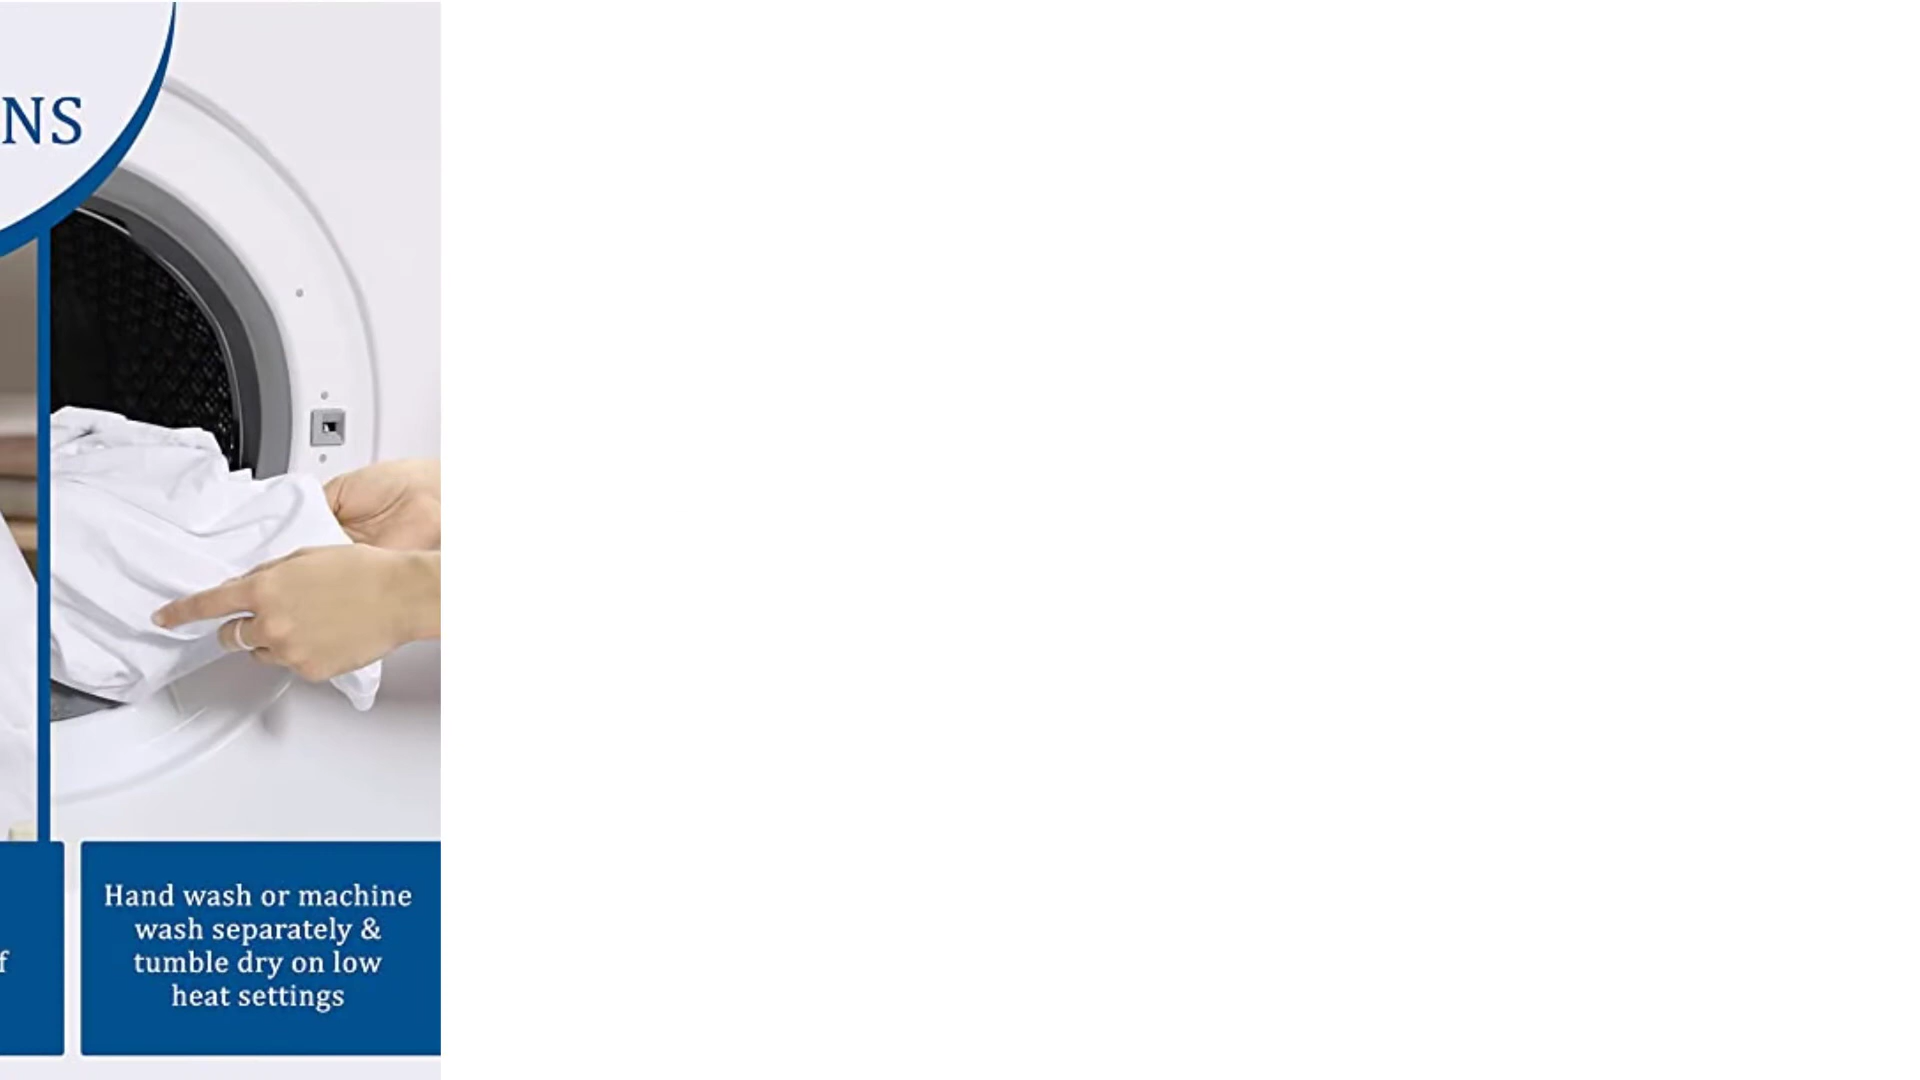 NS
f
Hand wash or machine
wash separately &
tumble dry on low
heat settings